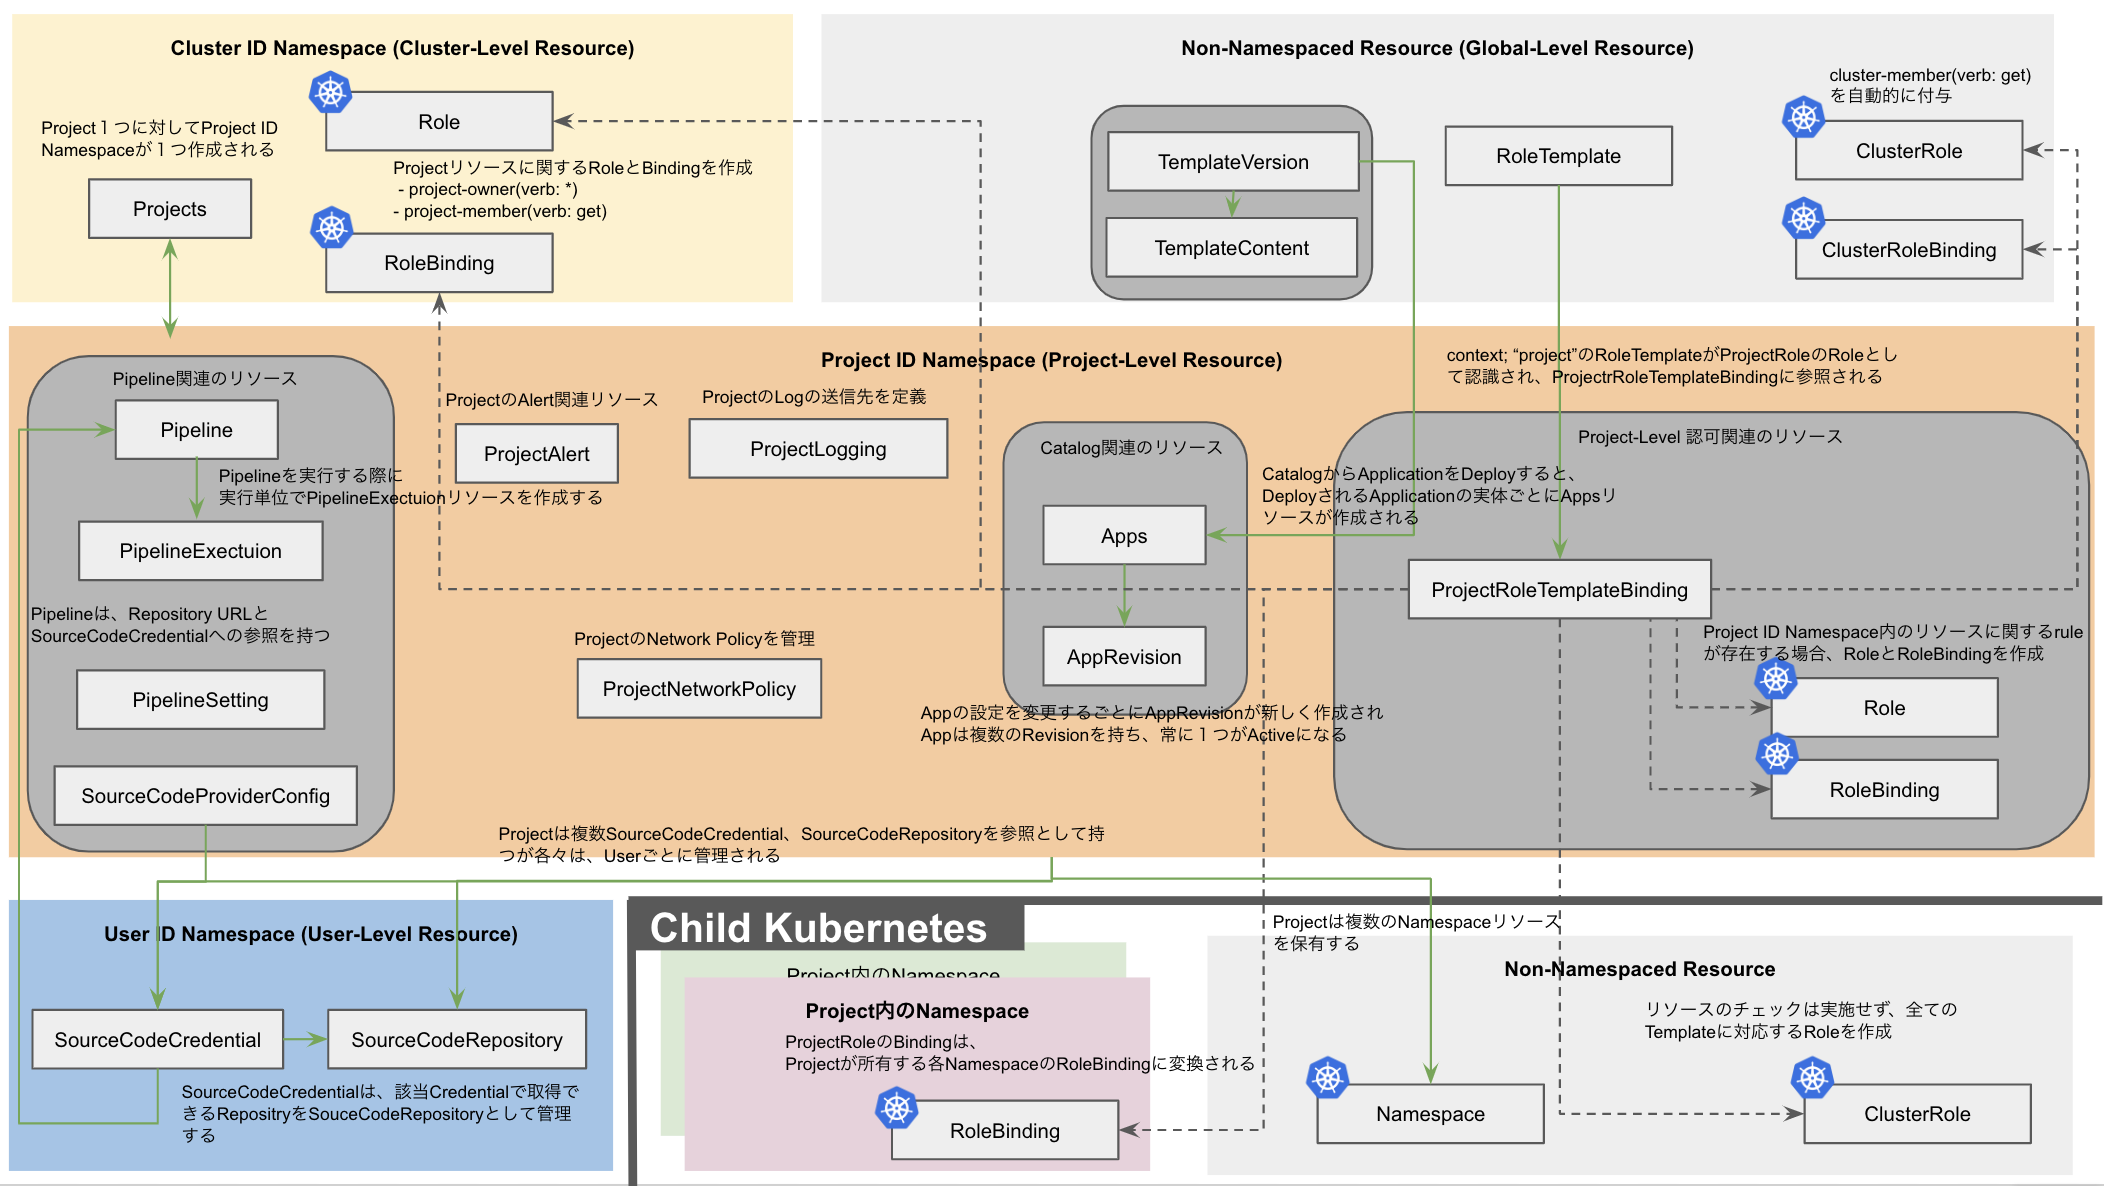 Cluster ID Namespace (Cluster-Level Resource)
Role
Project１つに対してProject ID
Namespaceが１つ作成される
Projectリソースに関するRoleとBindingを作成
- project-owner(verb: *)
- project-member(verb: get)
Projects
RoleBinding
Non-Namespaced Resource (Global-Level Resource)
cluster-member(verb: get)
を自動的に付与
TemplateVersion
RoleTemplate
ClusterRole
TemplateContent
ClusterRoleBinding
Project ID Namespace (Project-Level Resource)
context; “project”のRoleTemplateがProjectRoleのRoleとし
て認識され、ProjectrRoleTemplateBindingに参照される
Pipeline関連のリソース
Pipeline
Pipelineを実行する際に
実行単位でPipelineExectuionリソースを作成する
PipelineExectuion
Pipelineは、Repository URLと
SourceCodeCredentialへの参照を持つ
PipelineSetting
SourceCodeProviderConfig
ProjectのAlert関連リソース
ProjectAlert
ProjectのLogの送信先を定義
ProjectLogging
ProjectのNetwork Policyを管理
ProjectNetworkPolicy
Catalog関連のリソース
CatalogからApplicationをDeployすると、
DeployされるApplicationの実体ごとにAppsリ
ソースが作成される
Apps
AppRevision
Appの設定を変更するごとにAppRevisionが新しく作成され
Appは複数のRevisionを持ち、常に１つがActiveになる
Project-Level 認可関連のリソース
ProjectRoleTemplateBinding
Project ID Namespace内のリソースに関するrule
が存在する場合、RoleとRoleBindingを作成
Role
RoleBinding
Projectは複数SourceCodeCredential、SourceCodeRepositoryを参照として持
つが各々は、Userごとに管理される
User ID Namespace (User-Level Resource)
SourceCodeCredential
SourceCodeRepository
SourceCodeCredentialは、該当Credentialで取得で
きるRepositryをSouceCodeRepositoryとして管理
する
Child Kubernetes
Project内のNamespace
Project内のNamespace
ProjectRoleのBindingは、
Projectが所有する各NamespaceのRoleBindingに変換される
RoleBinding
Projectは複数のNamespaceリソース
を保有する
Non-Namespaced Resource
リソースのチェックは実施せず、全ての
Templateに対応するRoleを作成
Namespace
ClusterRole